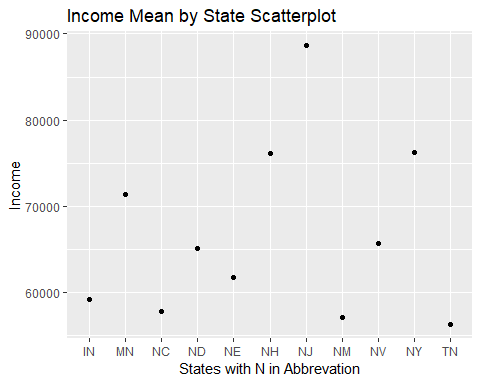 Income Mean by State Scatterplot
90000
80000
70000
60000
Income
IN MN NC ND NE NH NJ NM NV NY TN
States with N in Abbrevation